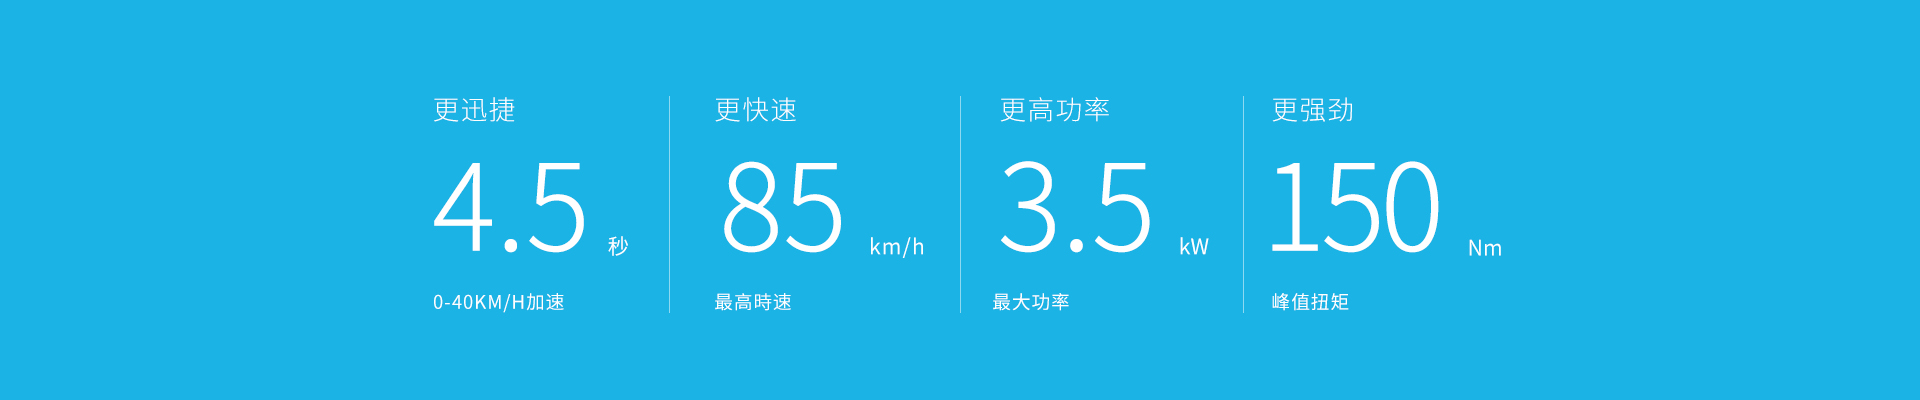 更迅捷
4.5 秒
0-40KM/H加速
更快速
85 km/h
最高時速
更高功率
3.5 kW
最大功率
更强劲
150 Nm
峰值扭矩